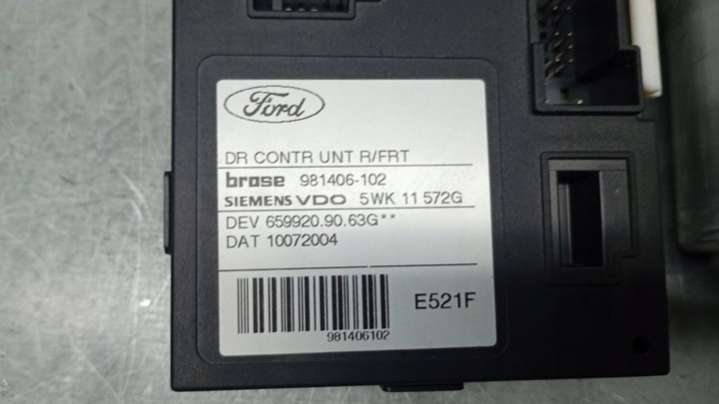 Ford
DR CONTR UNT R/FRT
brose 981406-102
SIEMENS VDO 5WK 11 572G
DEV 659920.90.63G**
DAT 10072004
E521F
981406102